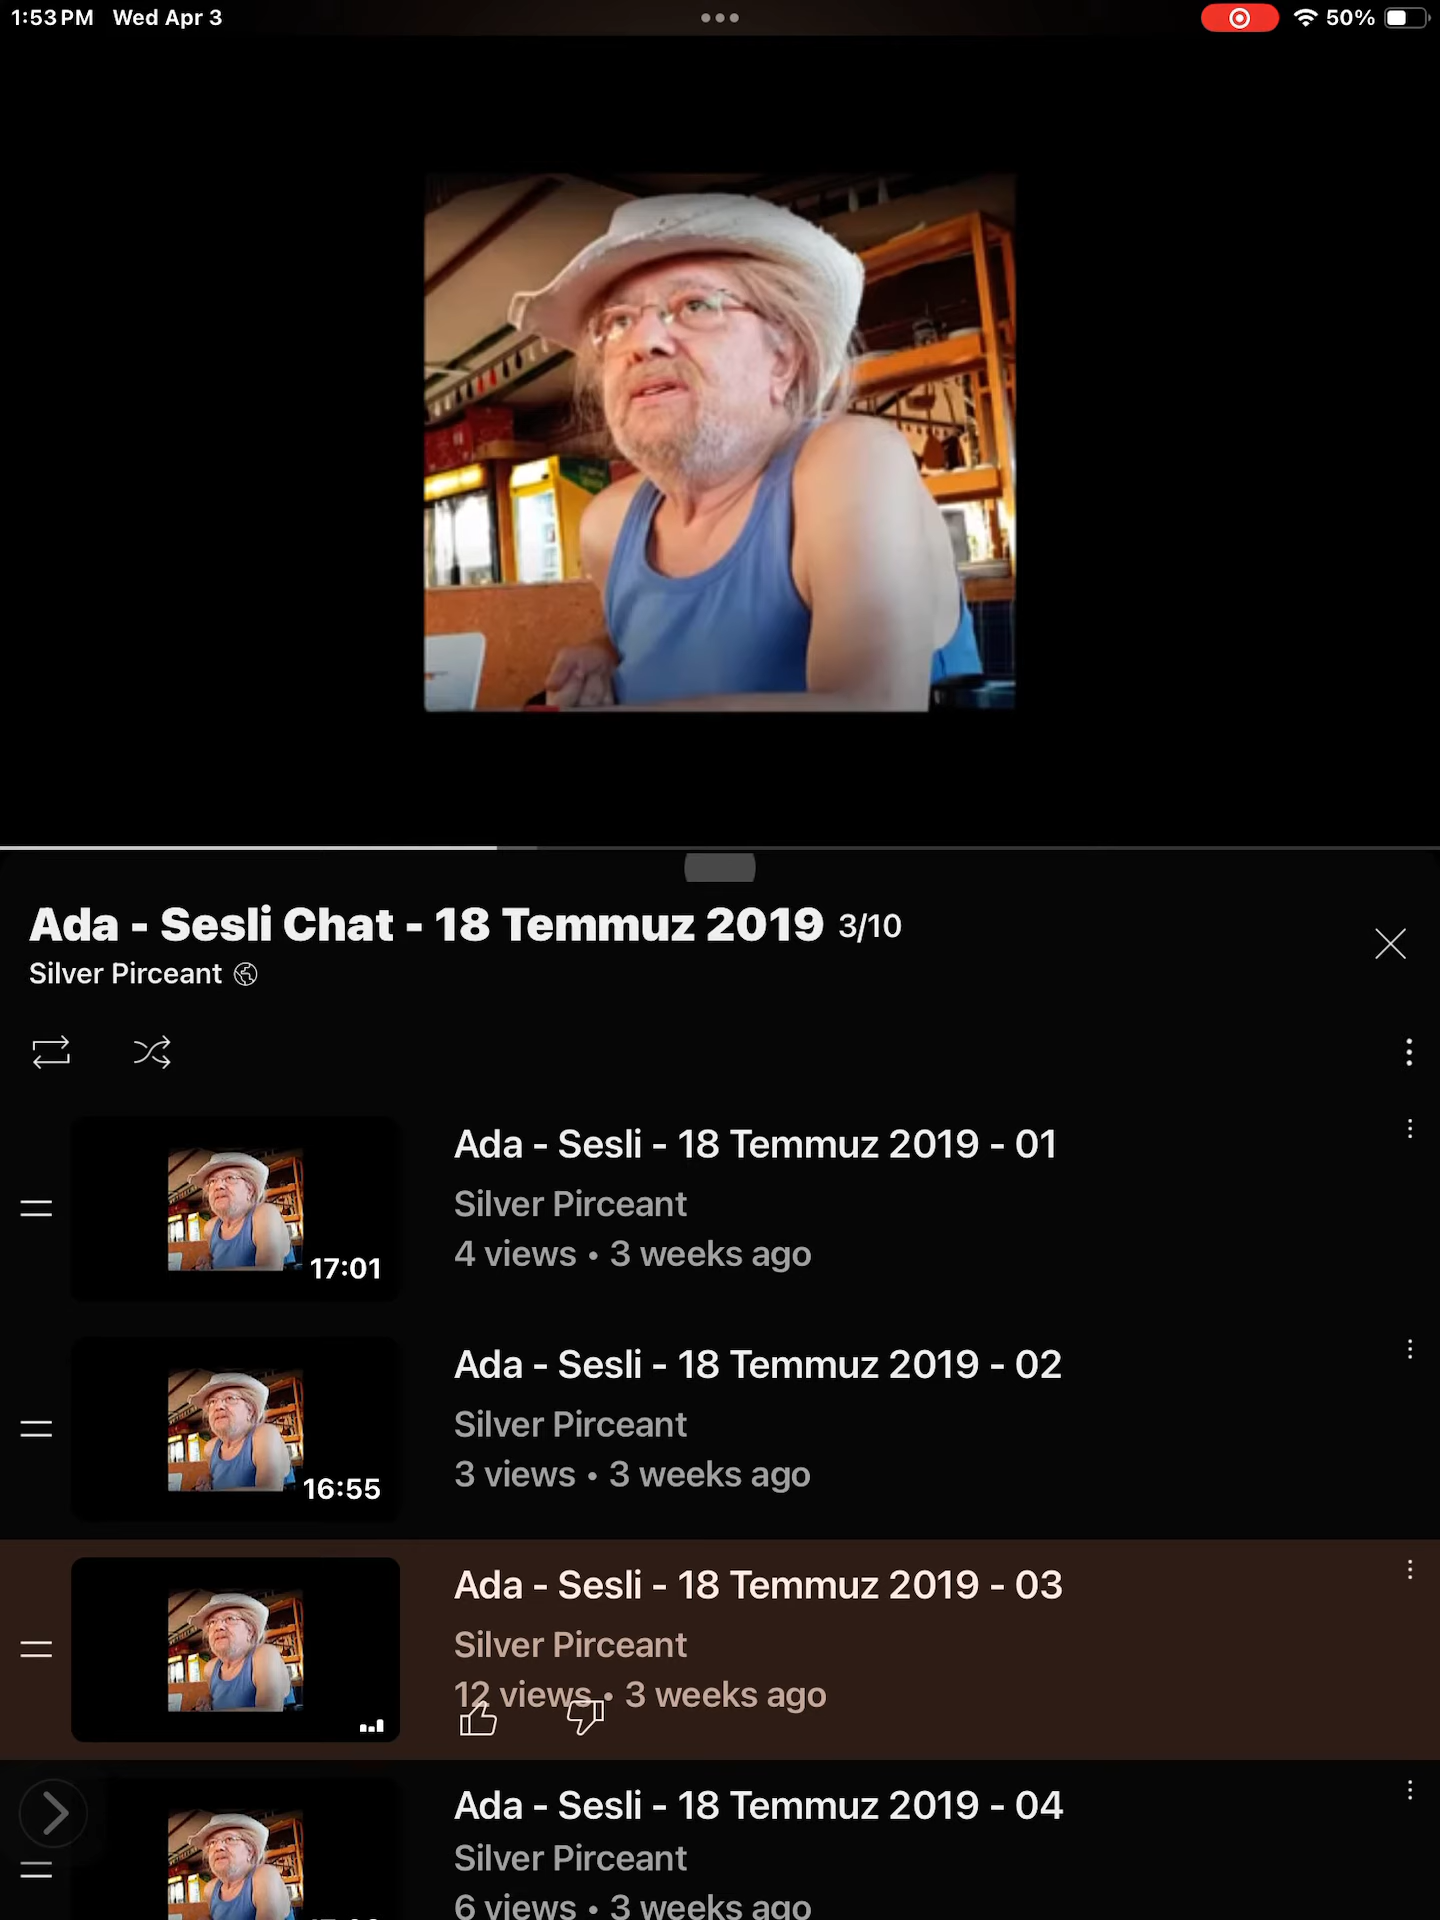 1:53 PM Wed Apr 3
50%
Ada - Sesli Chat - 18 Temmuz 2019 3/10
Silver Pirceant
Ada - Sesli - 18 Temmuz 2019 - 01
Silver Pirceant
4 views • 3 weeks ago
17:01
Ada - Sesli - 18 Temmuz 2019 - 02
Silver Pirceant
3 views • 3 weeks ago
16:55
Ada - Sesli - 18 Temmuz 2019 - 03
Silver Pirceant
12 views • 3 weeks ago
Ada - Sesli - 18 Temmuz 2019 - 04
Silver Pirceant
6 views • 3 weeks ago